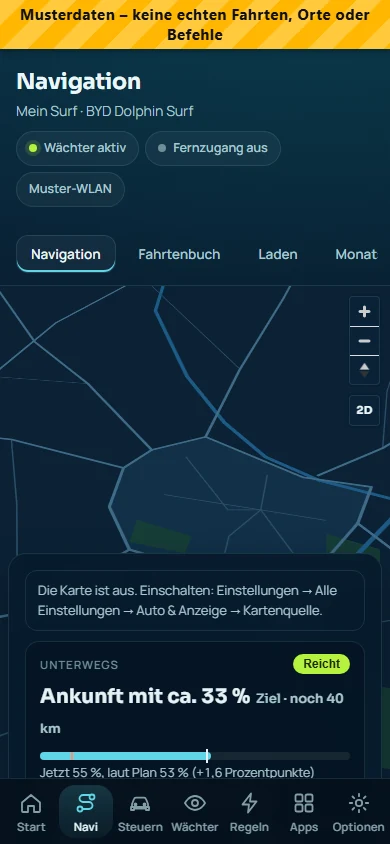 Musterdaten – keine echten Fahrten, Orte oder
Befehle
Navigation
Mein Surf · BYD Dolphin Surf
Wächter aktiv
Fernzugang aus
Muster-WLAN
Navigation
Fahrtenbuch
Laden
Monat
+
−
2D
Die Karte ist aus. Einschalten: Einstellungen → Alle
Einstellungen → Auto & Anzeige → Kartenquelle.
UNTERWEGS
Reicht
Ankunft mit ca. 33 % Ziel · noch 40
km
Jetzt 55 %, laut Plan 53 % (+1,6 Prozentpunkte)
Start
Navi
Steuern
Wächter
Regeln
Apps
Optionen